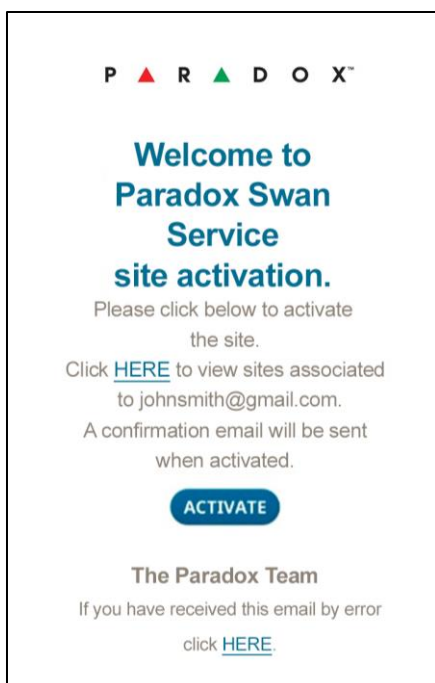 PARADOX™
Welcome to
Paradox Swan
Service
site activation.
Please click below to activate
the site.
Click HERE to view sites associated
to johnsmith@gmail.com.
A confirmation email will be sent
when activated.
ACTIVATE
The Paradox Team
If you have received this email by error
click HERE.